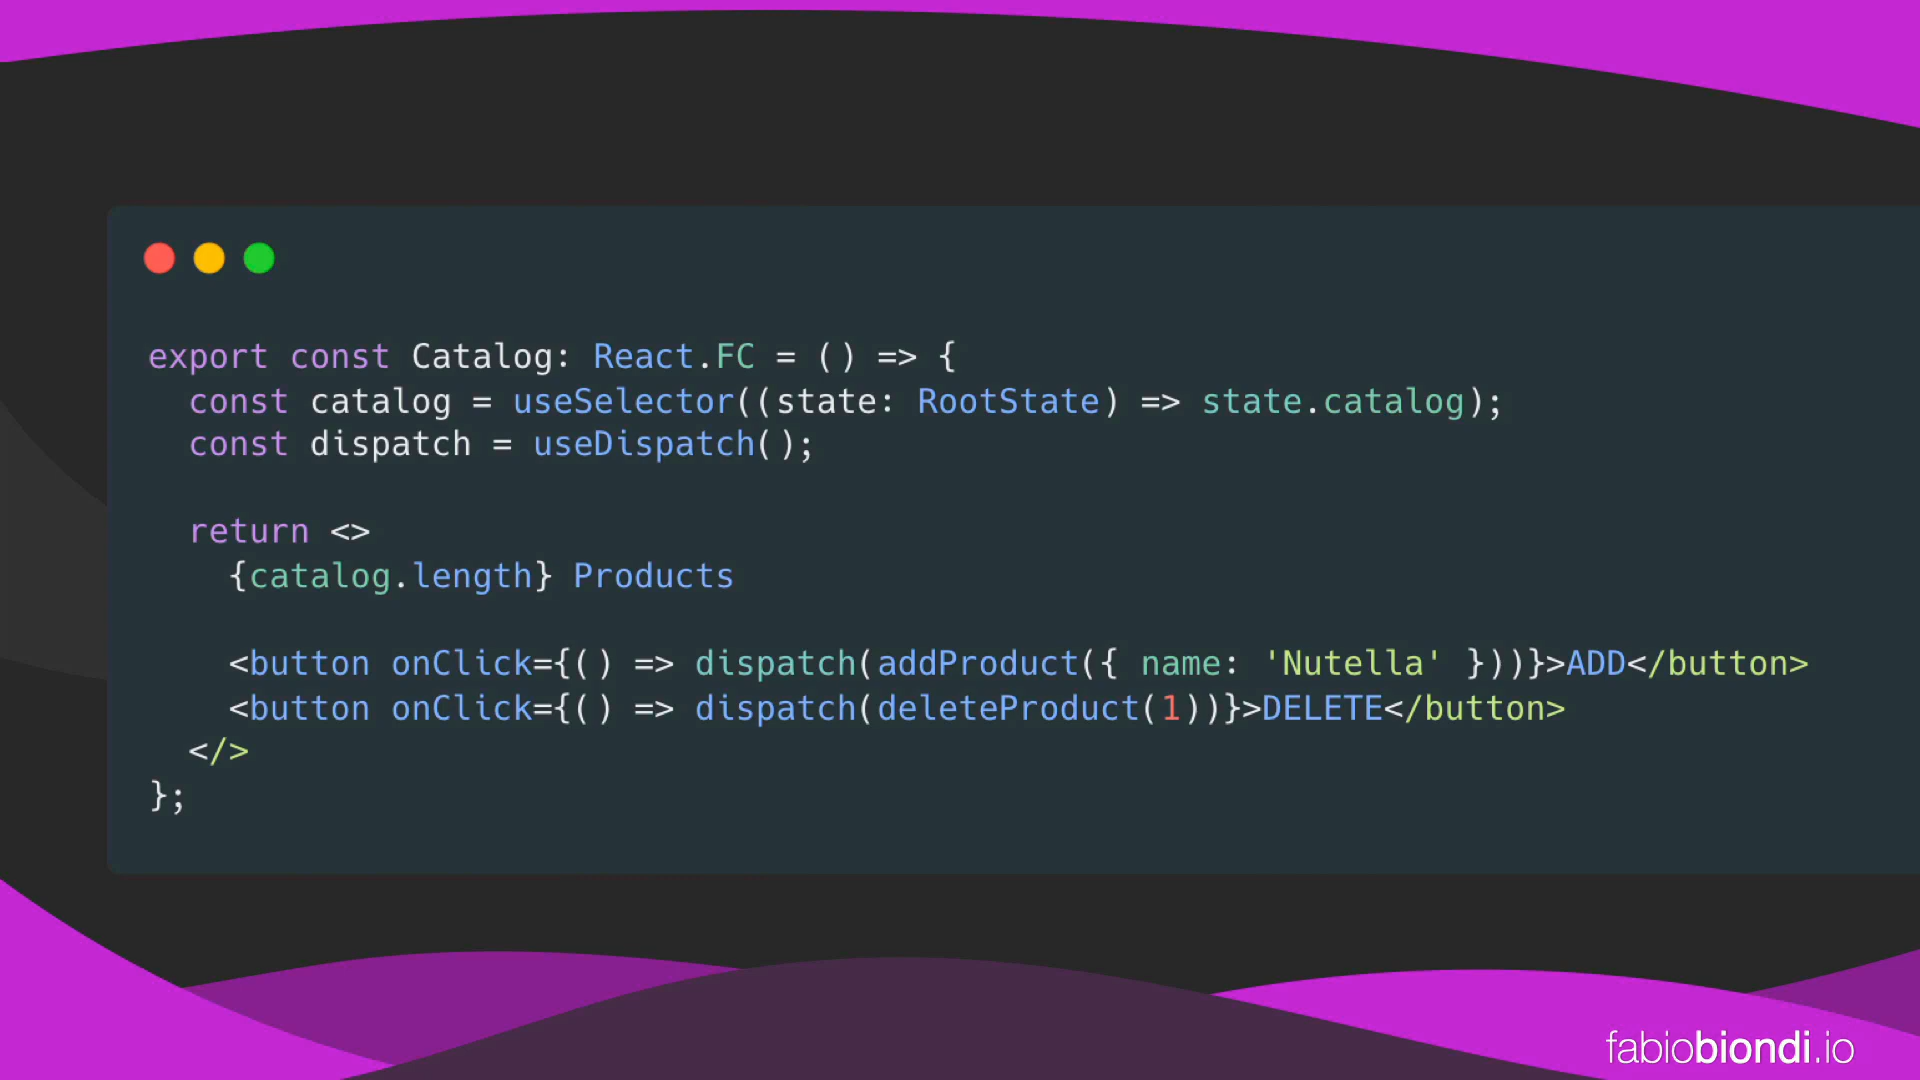 export const Catalog: React.FC = () => {
  const catalog = useSelector((state: RootState) => state.catalog);
  const dispatch = useDispatch();
  return <>
    {catalog.length} Products
    <button onClick={() => dispatch(addProduct({ name: 'Nutella' }))}>ADD</button>
    <button onClick={() => dispatch(deleteProduct(1))}>DELETE</button>
  </>
};
fabiobiondi.io